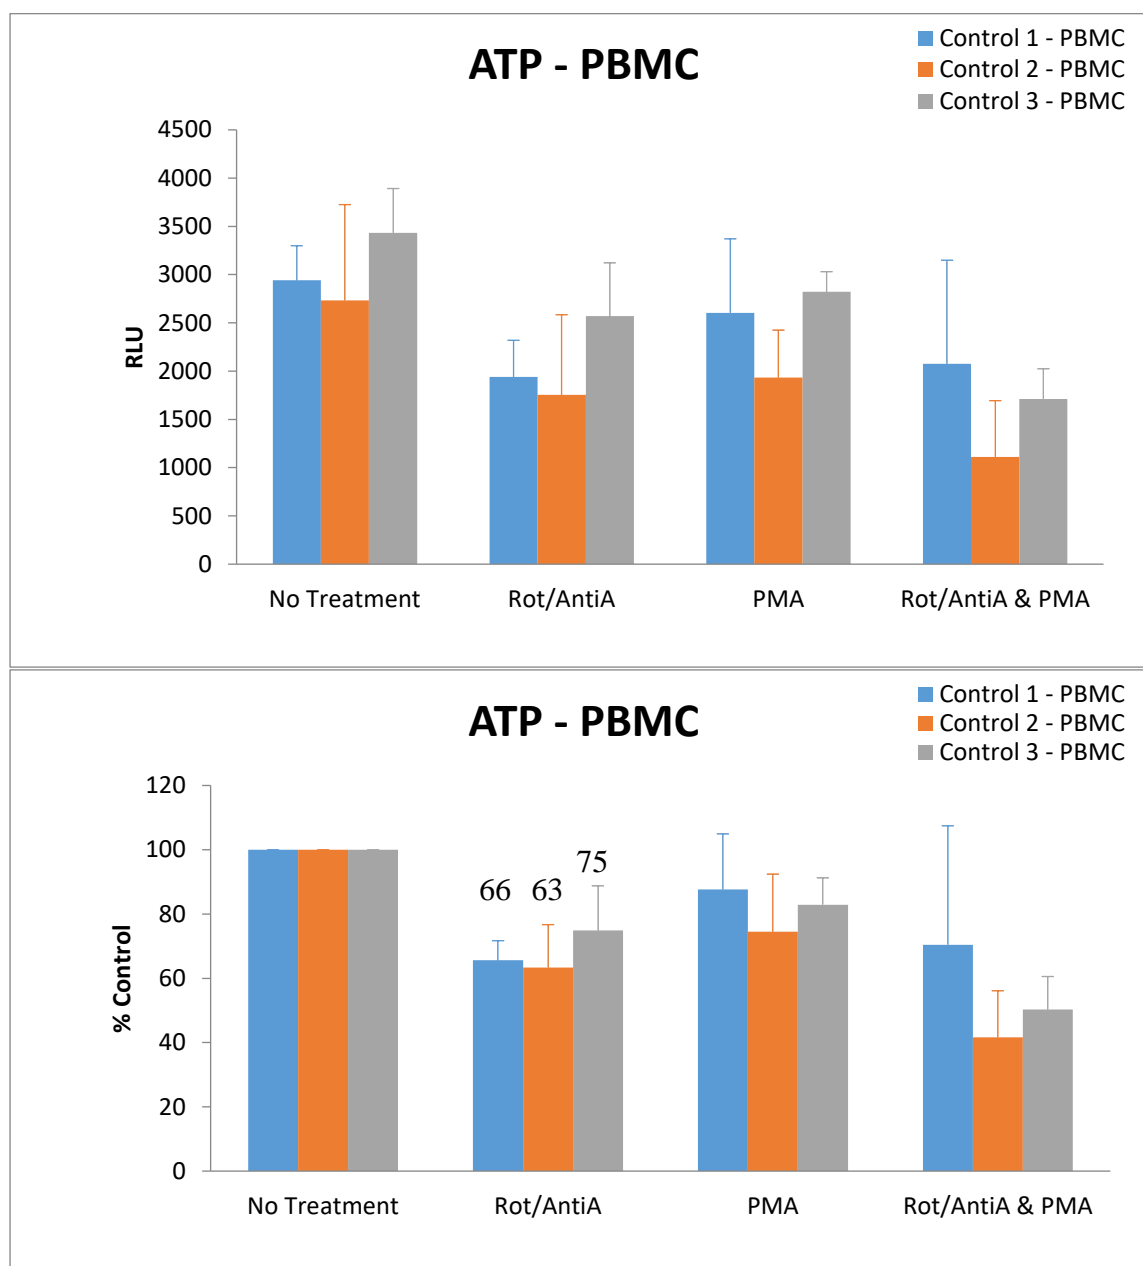 ATP - PBMC
Control 1 - PBMC
Control 2 - PBMC
Control 3 - PBMC
4500
4000
3500
3000
2500
2000
1500
1000
500
0
RLU
No Treatment
Rot/AntiA
PMA
Rot/AntiA & PMA
ATP - PBMC
Control 1 - PBMC
Control 2 - PBMC
Control 3 - PBMC
120
100
80
60
40
20
0
% Control
66
63
75
No Treatment
Rot/AntiA
PMA
Rot/AntiA & PMA